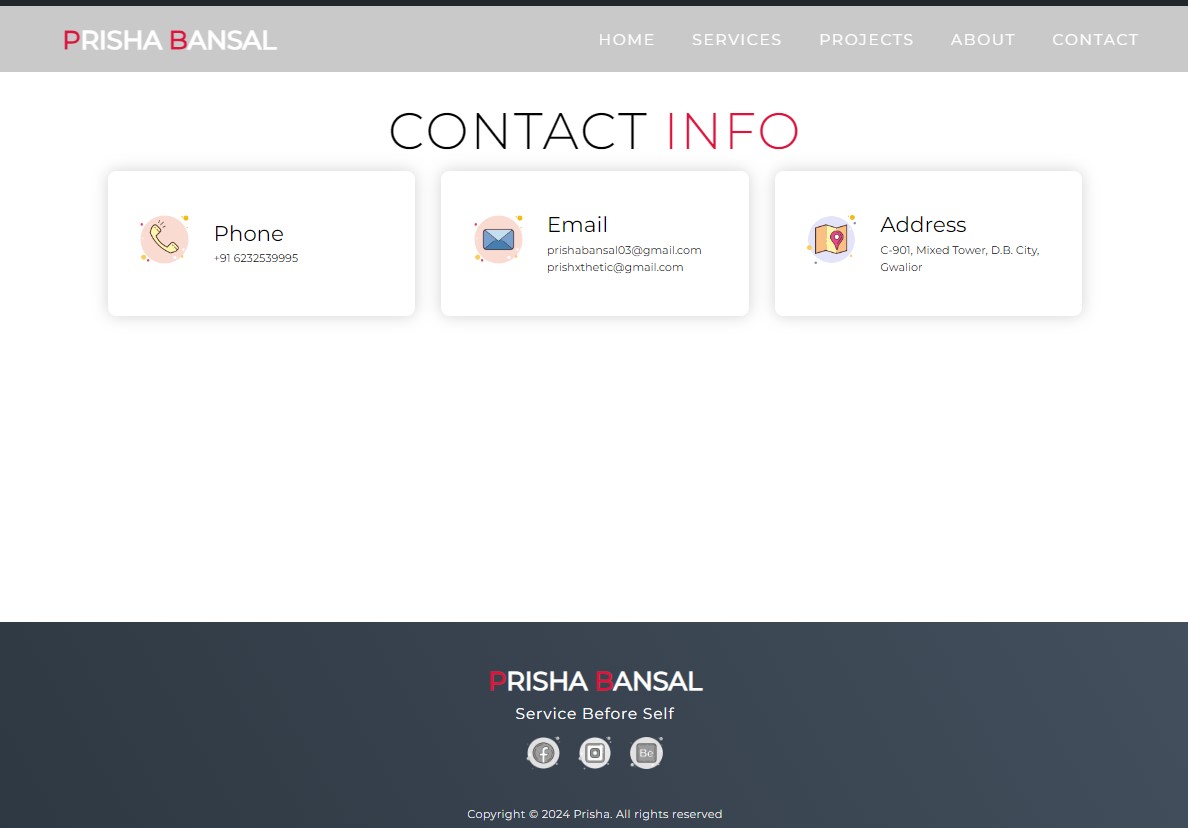 PRISHA BANSAL HOME SERVICES PROJECTS ABOUT CONTACT
CONTACT INFO
Phone
+91 6232539995
Email
prishabansal03@gmail.com
prishxthetic@gmail.com
Address
C-901, Mixed Tower, D.B. City,
Gwalior
PRISHA BANSAL
Service Before Self
Bē
Copyright © 2024 Prisha. All rights reserved